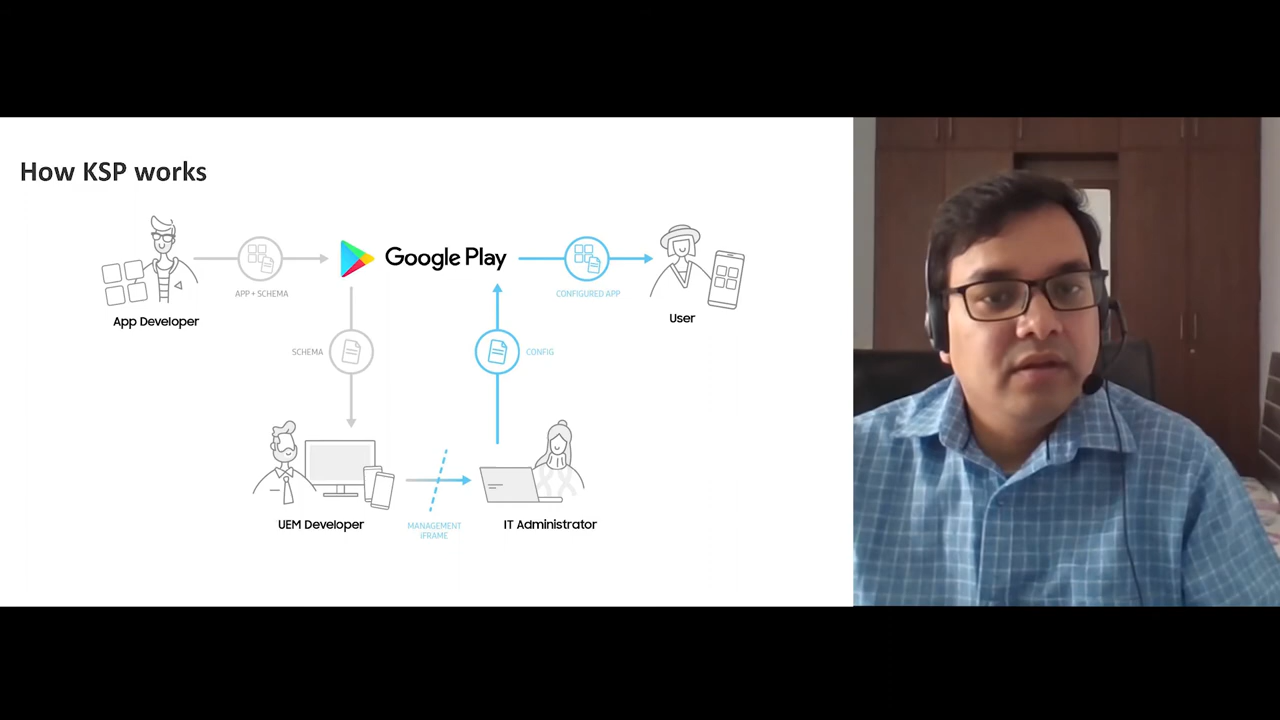 How KSP works
Google Play
APP + SCHEMA
CONFIGURED APP
App Developer
User
SCHEMA
CONFIG
UEM Developer
MANAGEMENT
iFRAME
IT Administrator